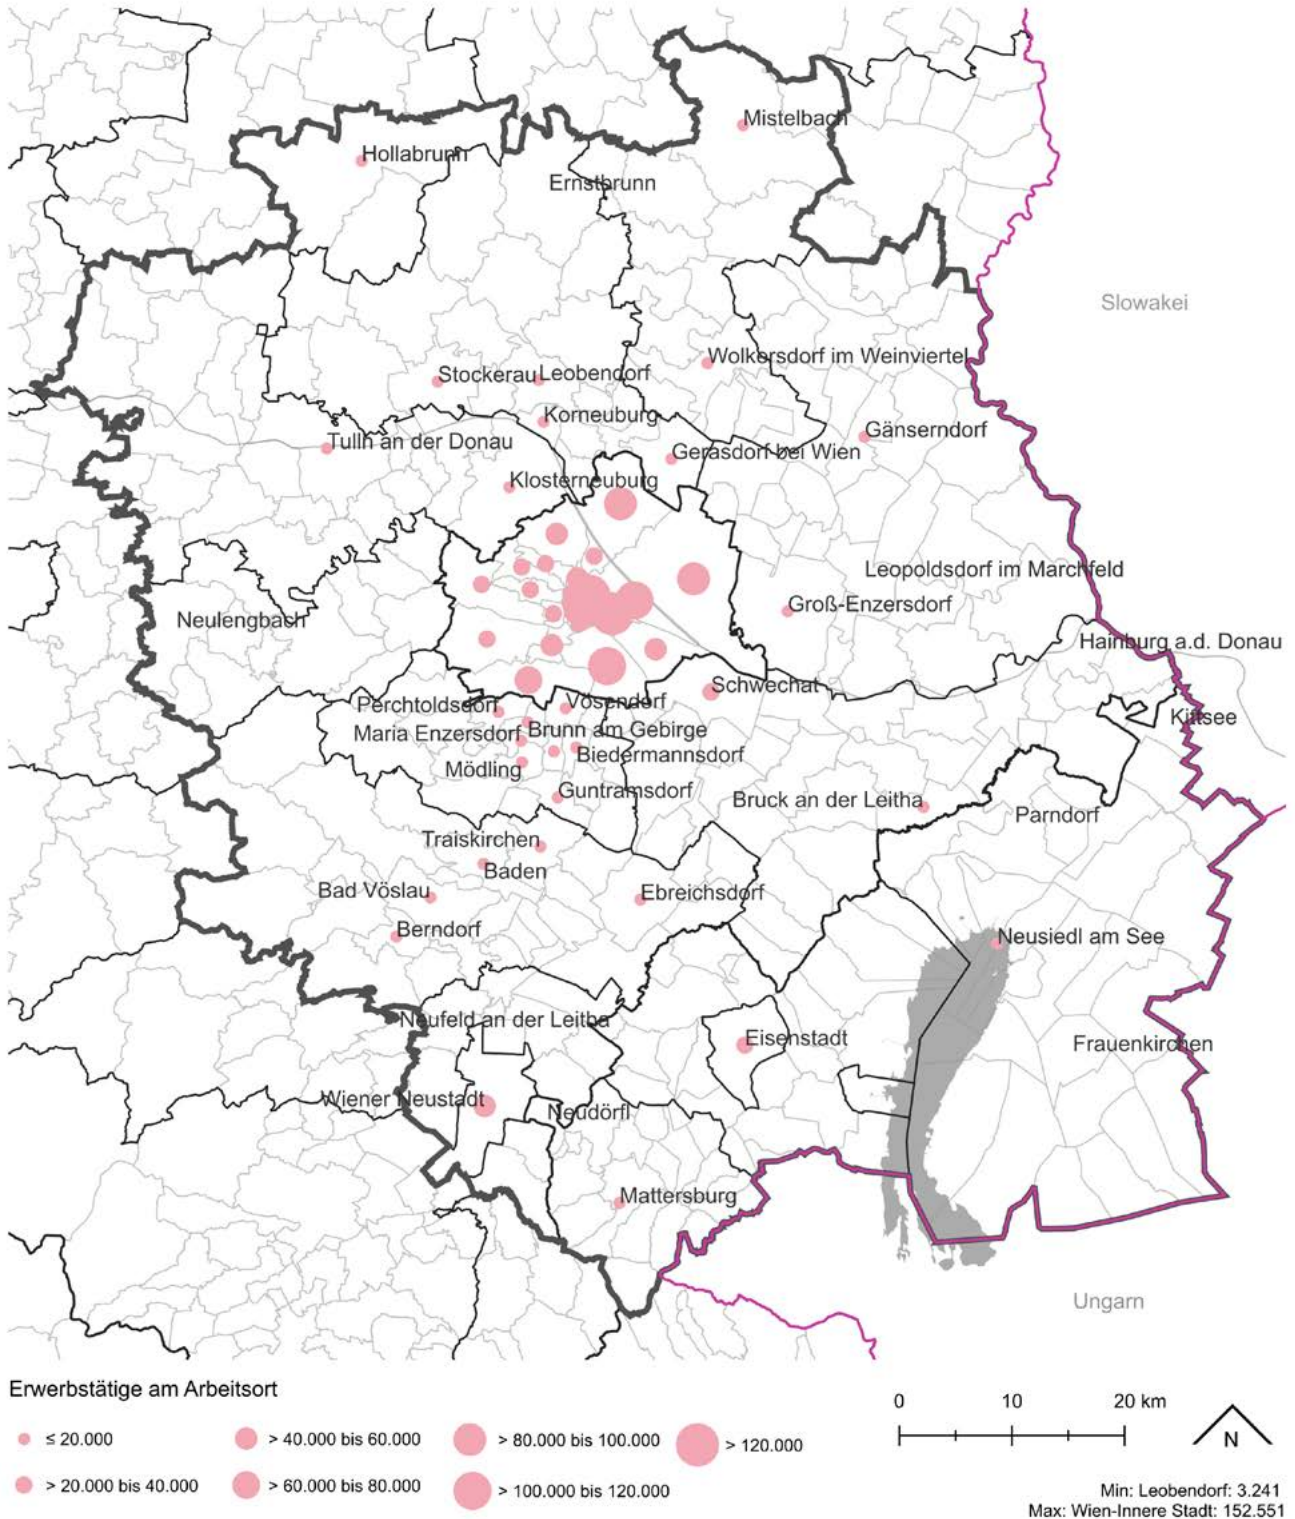 Mistelbach
Hollabrunn
Ernstbrunn
Slowakei
Wolkersdorf im Weinviertel
Stockerau
Leobendorf
Korneuburg
Gänserndorf
Tulln an der Donau
Gerasdorf bei Wien
Klosterneuburg
Leopoldsdorf im Marchfeld
Groß-Enzersdorf
Neulengbach
Hainburg a.d. Donau
Schwechat
Perchtoldsdorf
Vösendorf
Kittsee
Maria Enzersdorf
Brunn am Gebirge
Biedermannsdorf
Mödling
Guntramsdorf
Bruck an der Leitha
Parndorf
Traiskirchen
Baden
Bad Vöslau
Ebreichsdorf
Berndorf
Neusiedl am See
Neufeld an der Leitha
Eisenstadt
Frauenkirchen
Wiener Neustadt
Neudörfl
Mattersburg
Ungarn
Erwerbstätige am Arbeitsort
≤ 20.000
> 20.000 bis 40.000
> 40.000 bis 60.000
> 60.000 bis 80.000
> 80.000 bis 100.000
> 100.000 bis 120.000
> 120.000
0 10 20 km
N
Min: Leobendorf: 3.241
Max: Wien-Innere Stadt: 152.551